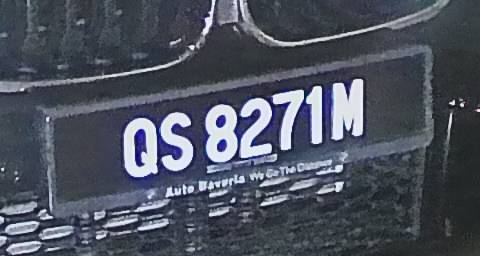 QS 8271M
Auto Bavaria We Go The Distance